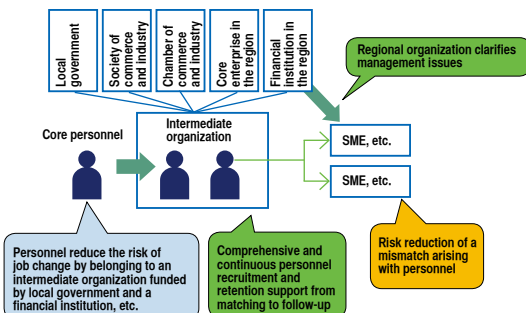 Local
government
Society of
commerce
and industry
Chamber of
commerce
and industry
Core
enterprise in
the region
Financial
institution in
the region
Regional organization clarifies
management issues
Core personnel
Intermediate
organization
SME, etc.
SME, etc.
Personnel reduce the risk of
job change by belonging to an
intermediate organization funded
by local government and a
financial institution, etc.
Comprehensive and
continuous personnel
recruitment and
retention support from
matching to follow-up
Risk reduction of a
mismatch arising
with personnel